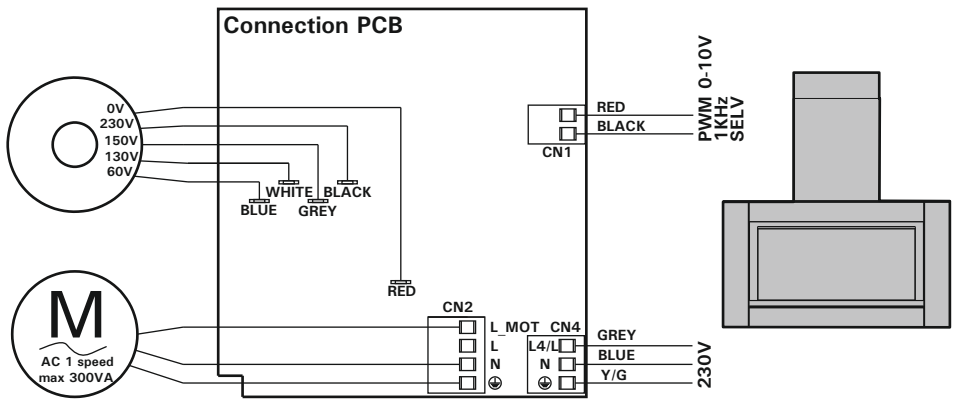 Connection PCB
0V
230V
150V
130V
60V
WHITE
BLACK
BLUE
GREY
RED
RED
BLACK
CN1
PWM 0-10V
1KHz
SELV
M
AC 1 speed
max 300VA
CN2
L_MOT
L
N
CN4
L4/L
N
GREY
BLUE
Y/G
230V